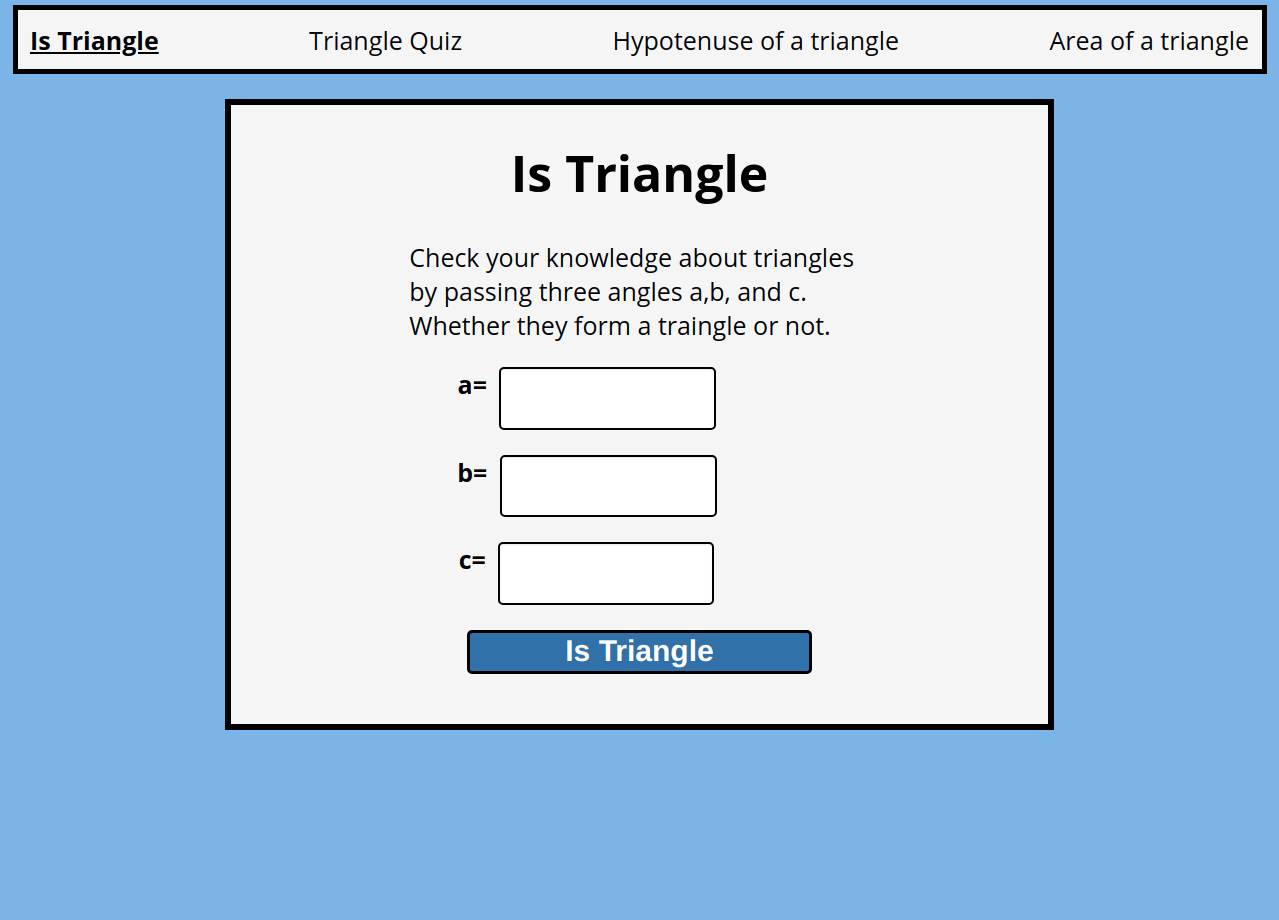 Is Triangle Triangle Quiz Hypotenuse of a triangle Area of a triangle
Is Triangle
Check your knowledge about triangles
by passing three angles a,b, and c.
Whether they form a traingle or not.
a=
b=
c=
Is Triangle